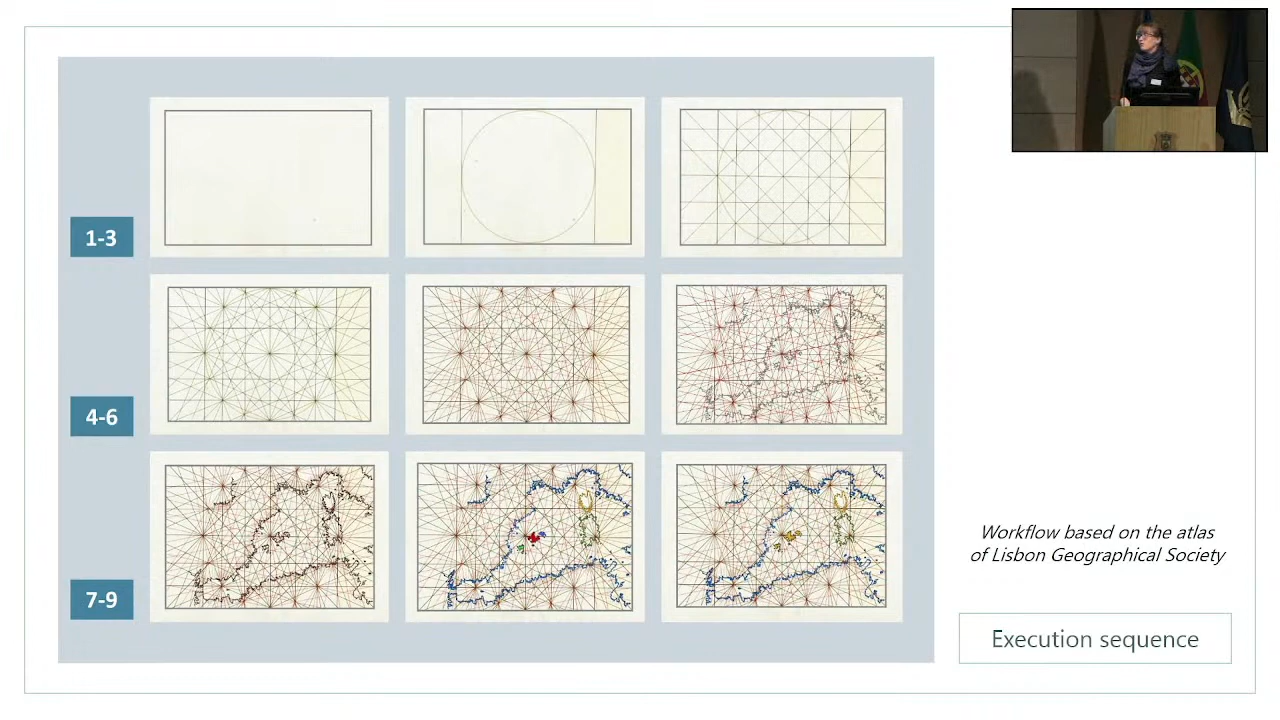 1-3
4-6
7-9
Workflow based on the atlas
of Lisbon Geographical Society
Execution sequence